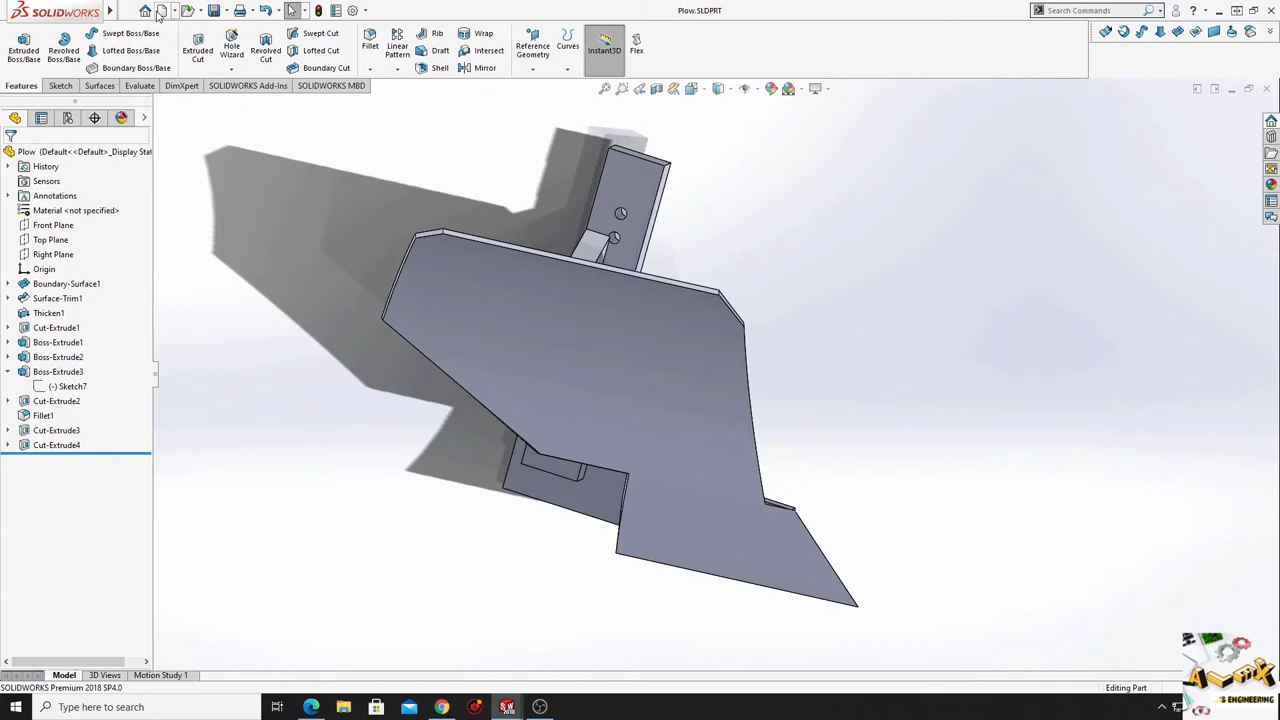 SOLIDWORKS
Plow.SLDPRT
Search Commands
Extruded Boss/Base
Revolved Boss/Base
Swept Boss/Base
Lofted Boss/Base
Boundary Boss/Base
Extruded Cut
Hole Wizard
Revolved Cut
Swept Cut
Lofted Cut
Boundary Cut
Fillet
Linear Pattern
Rib
Draft
Shell
Wrap
Intersect
Mirror
Reference Geometry
Curves
Instant3D
Flex
Features
Sketch
Surfaces
Evaluate
DimXpert
SOLIDWORKS Add-Ins
SOLIDWORKS MBD
Plow (Default<<Default>_Display Stat
History
Sensors
Annotations
Material <not specified>
Front Plane
Top Plane
Right Plane
Origin
Boundary-Surface1
Surface-Trim1
Thicken1
Cut-Extrude1
Boss-Extrude1
Boss-Extrude2
Boss-Extrude3
(-) Sketch7
Cut-Extrude2
Fillet1
Cut-Extrude3
Cut-Extrude4
Model
3D Views
Motion Study 1
SOLIDWORKS Premium 2018 SP4.0
Editing Part
Type here to search
'S ENGINEERING